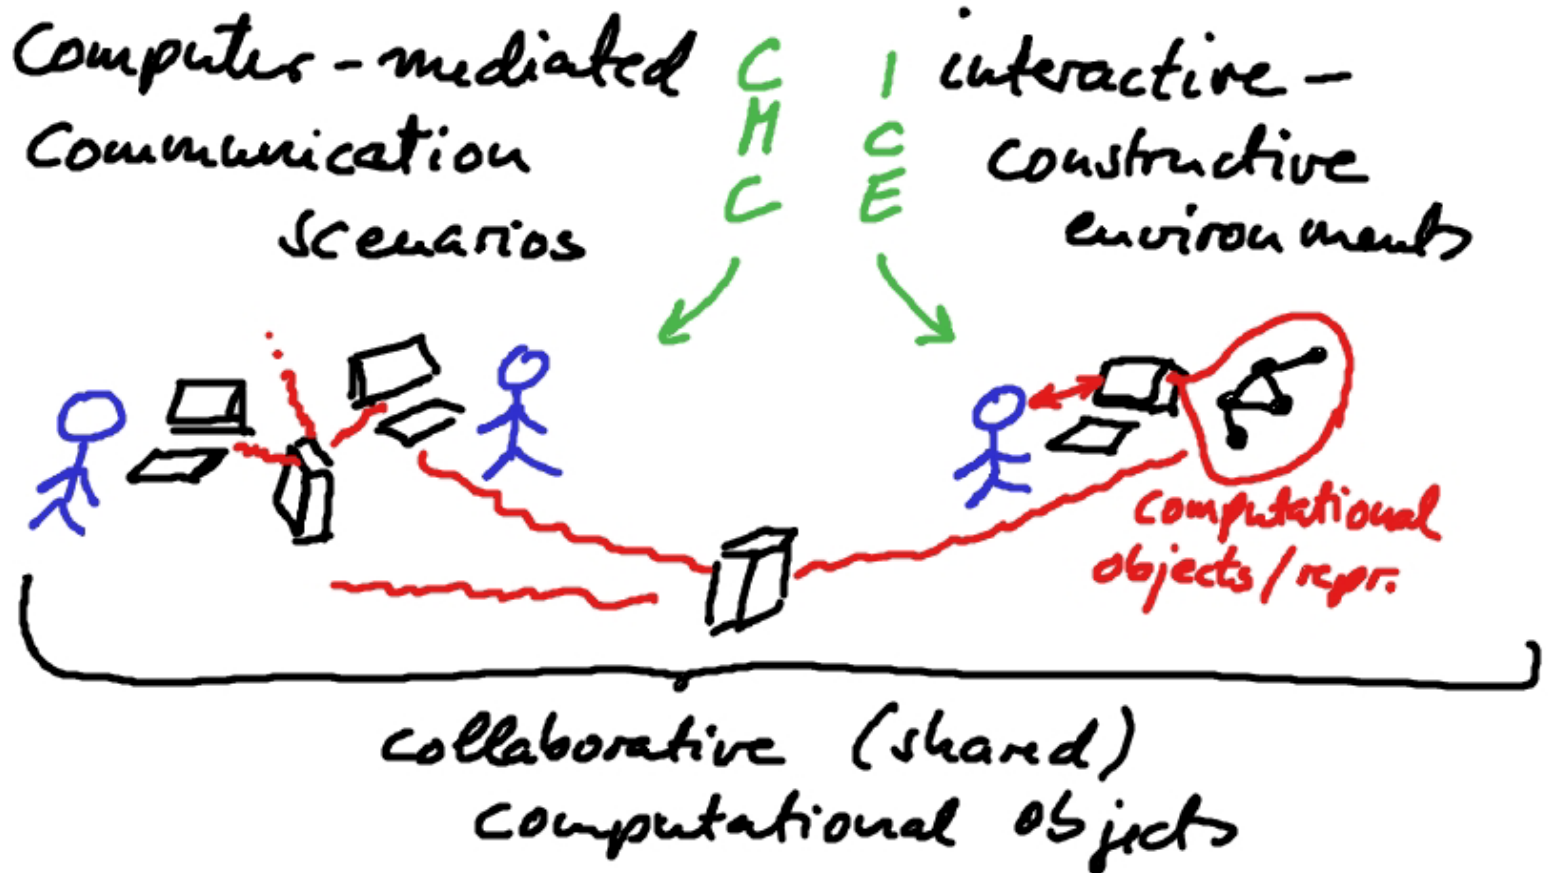 Computer-mediated
Communication
scenarios
C
M
C
I
C
E
interactive-
constructive
environments
computational
objects/repr.
collaborative (shared)
computational objects